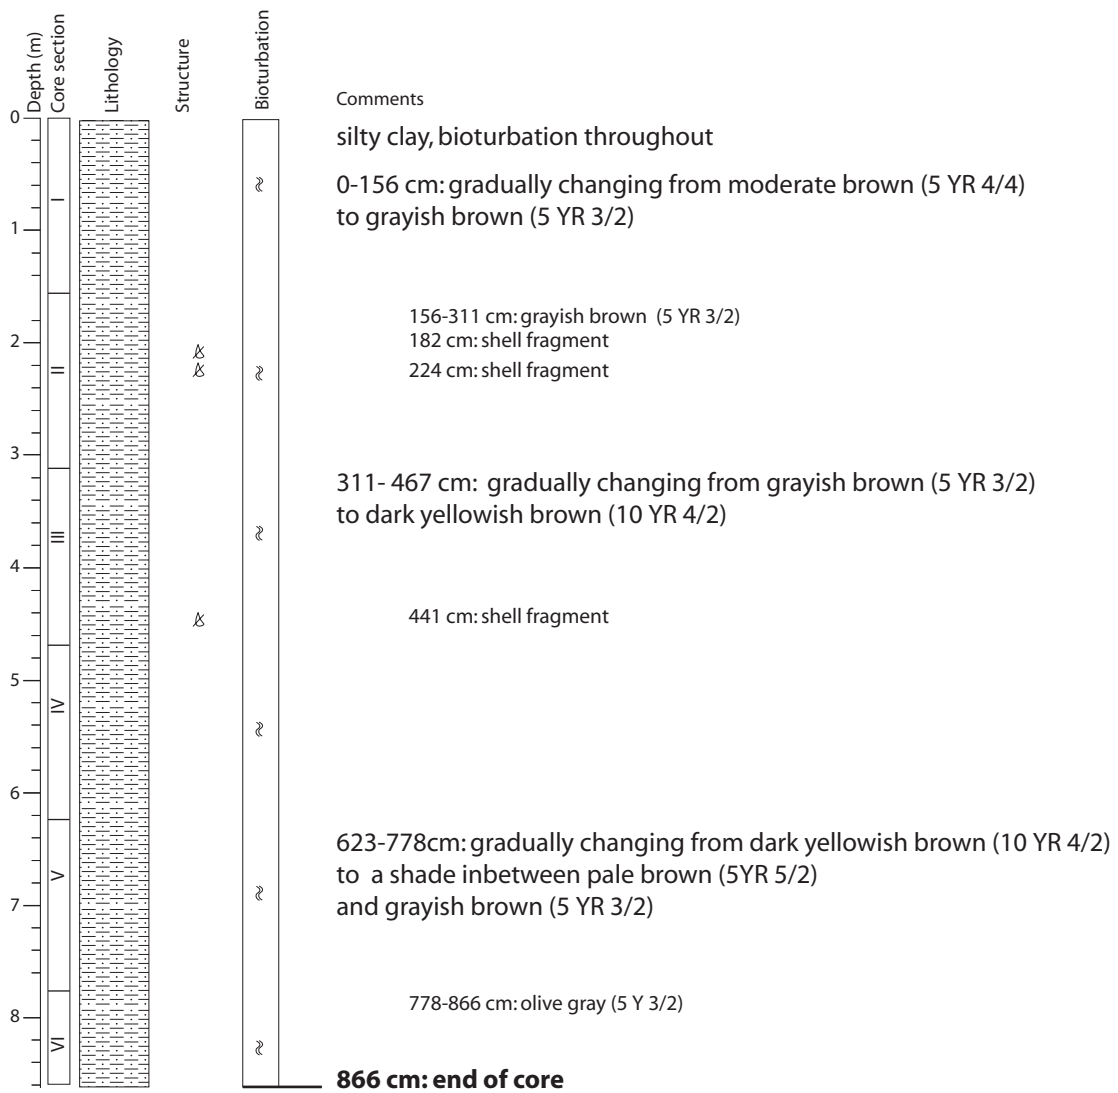 Depth (m)
Core section
Lithology
Structure
Bioturbation
Comments
0
silty clay, bioturbation throughout
0-156 cm: gradually changing from moderate brown (5 YR 4/4)
to grayish brown (5 YR 3/2)
I
1
156-311 cm: grayish brown (5 YR 3/2)
182 cm: shell fragment
2
II
224 cm: shell fragment
3
311- 467 cm: gradually changing from grayish brown (5 YR 3/2)
to dark yellowish brown (10 YR 4/2)
III
4
441 cm: shell fragment
5
IV
6
623-778cm: gradually changing from dark yellowish brown (10 YR 4/2)
to a shade inbetween pale brown (5YR 5/2)
V
and grayish brown (5 YR 3/2)
7
778-866 cm: olive gray (5 Y 3/2)
8
VI
866 cm: end of core